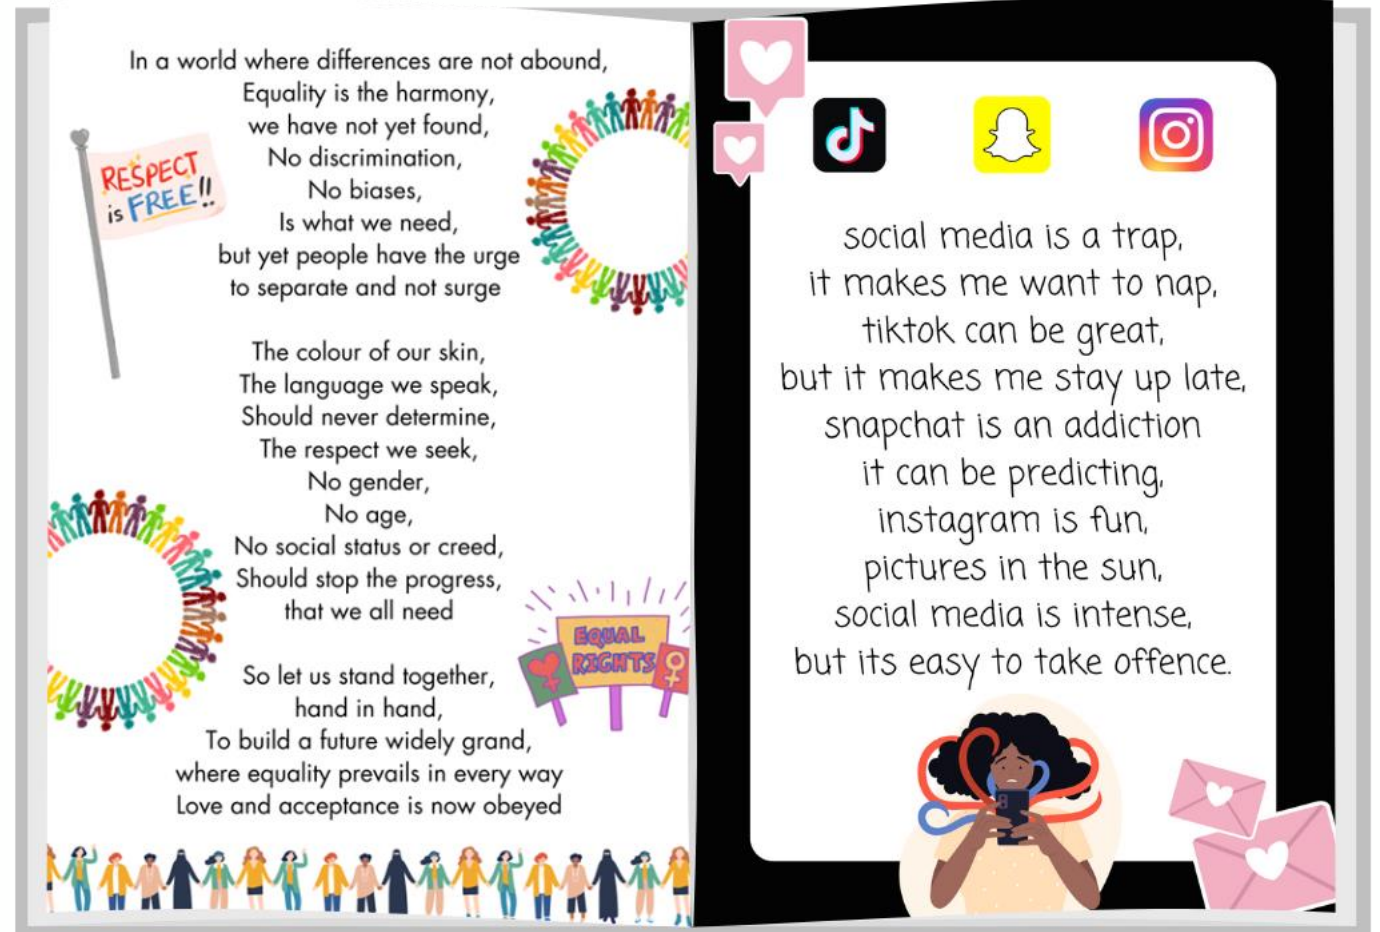 In a world where differences are not abound,
Equality is the harmony,
we have not yet found,
No discrimination,
No biases,
Is what we need,
but yet people have the urge
to separate and not surge
RESPECT
is FREE!!
The colour of our skin,
The language we speak,
Should never determine,
The respect we seek,
No gender,
No age,
No social status or creed,
Should stop the progress,
that we all need
EQUAL
RIGHTS
So let us stand together,
hand in hand,
To build a future widely grand,
where equality prevails in every way
Love and acceptance is now obeyed
social media is a trap,
it makes me want to nap,
tiktok can be great,
but it makes me stay up late,
snapchat is an addiction
it can be predicting,
instagram is fun,
pictures in the sun,
social media is intense,
but its easy to take offence.